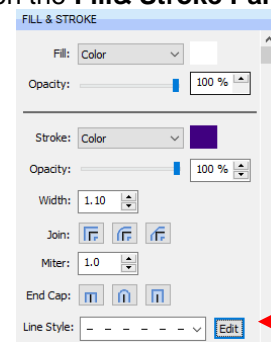 on the Fill& Stroke Pa
FILL & STROKE
Fill: Color
Opacity: 100 %
Stroke: Color
Opacity: 100 %
Width: 1.10
Join:
Miter: 1.0
End Cap:
Line Style: Edit